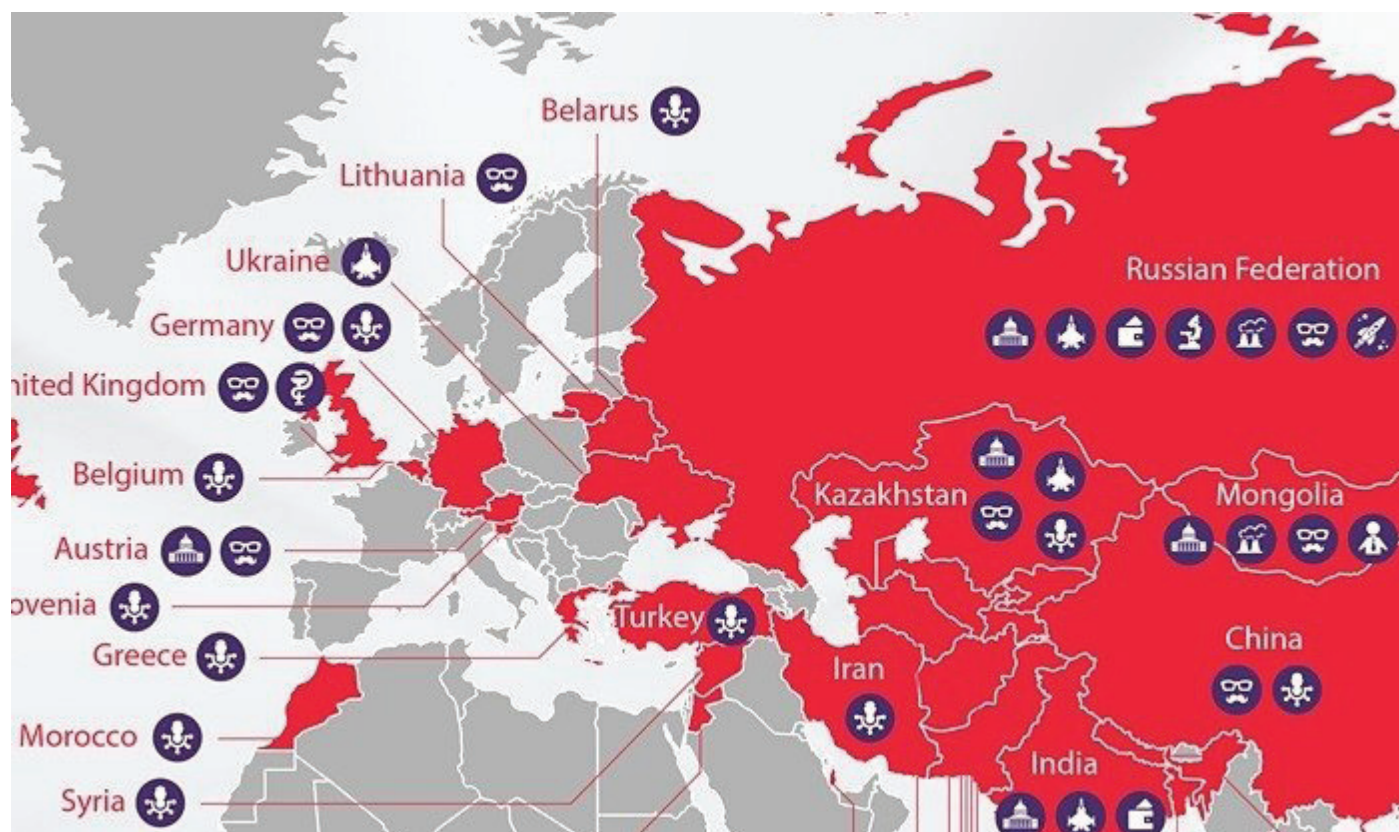 Belarus
Lithuania
Ukraine
Russian Federation
Germany
nited Kingdom
Belgium
Kazakhstan
Mongolia
Austria
ovenia
Turkey
Greece
China
Iran
Morocco
India
Syria